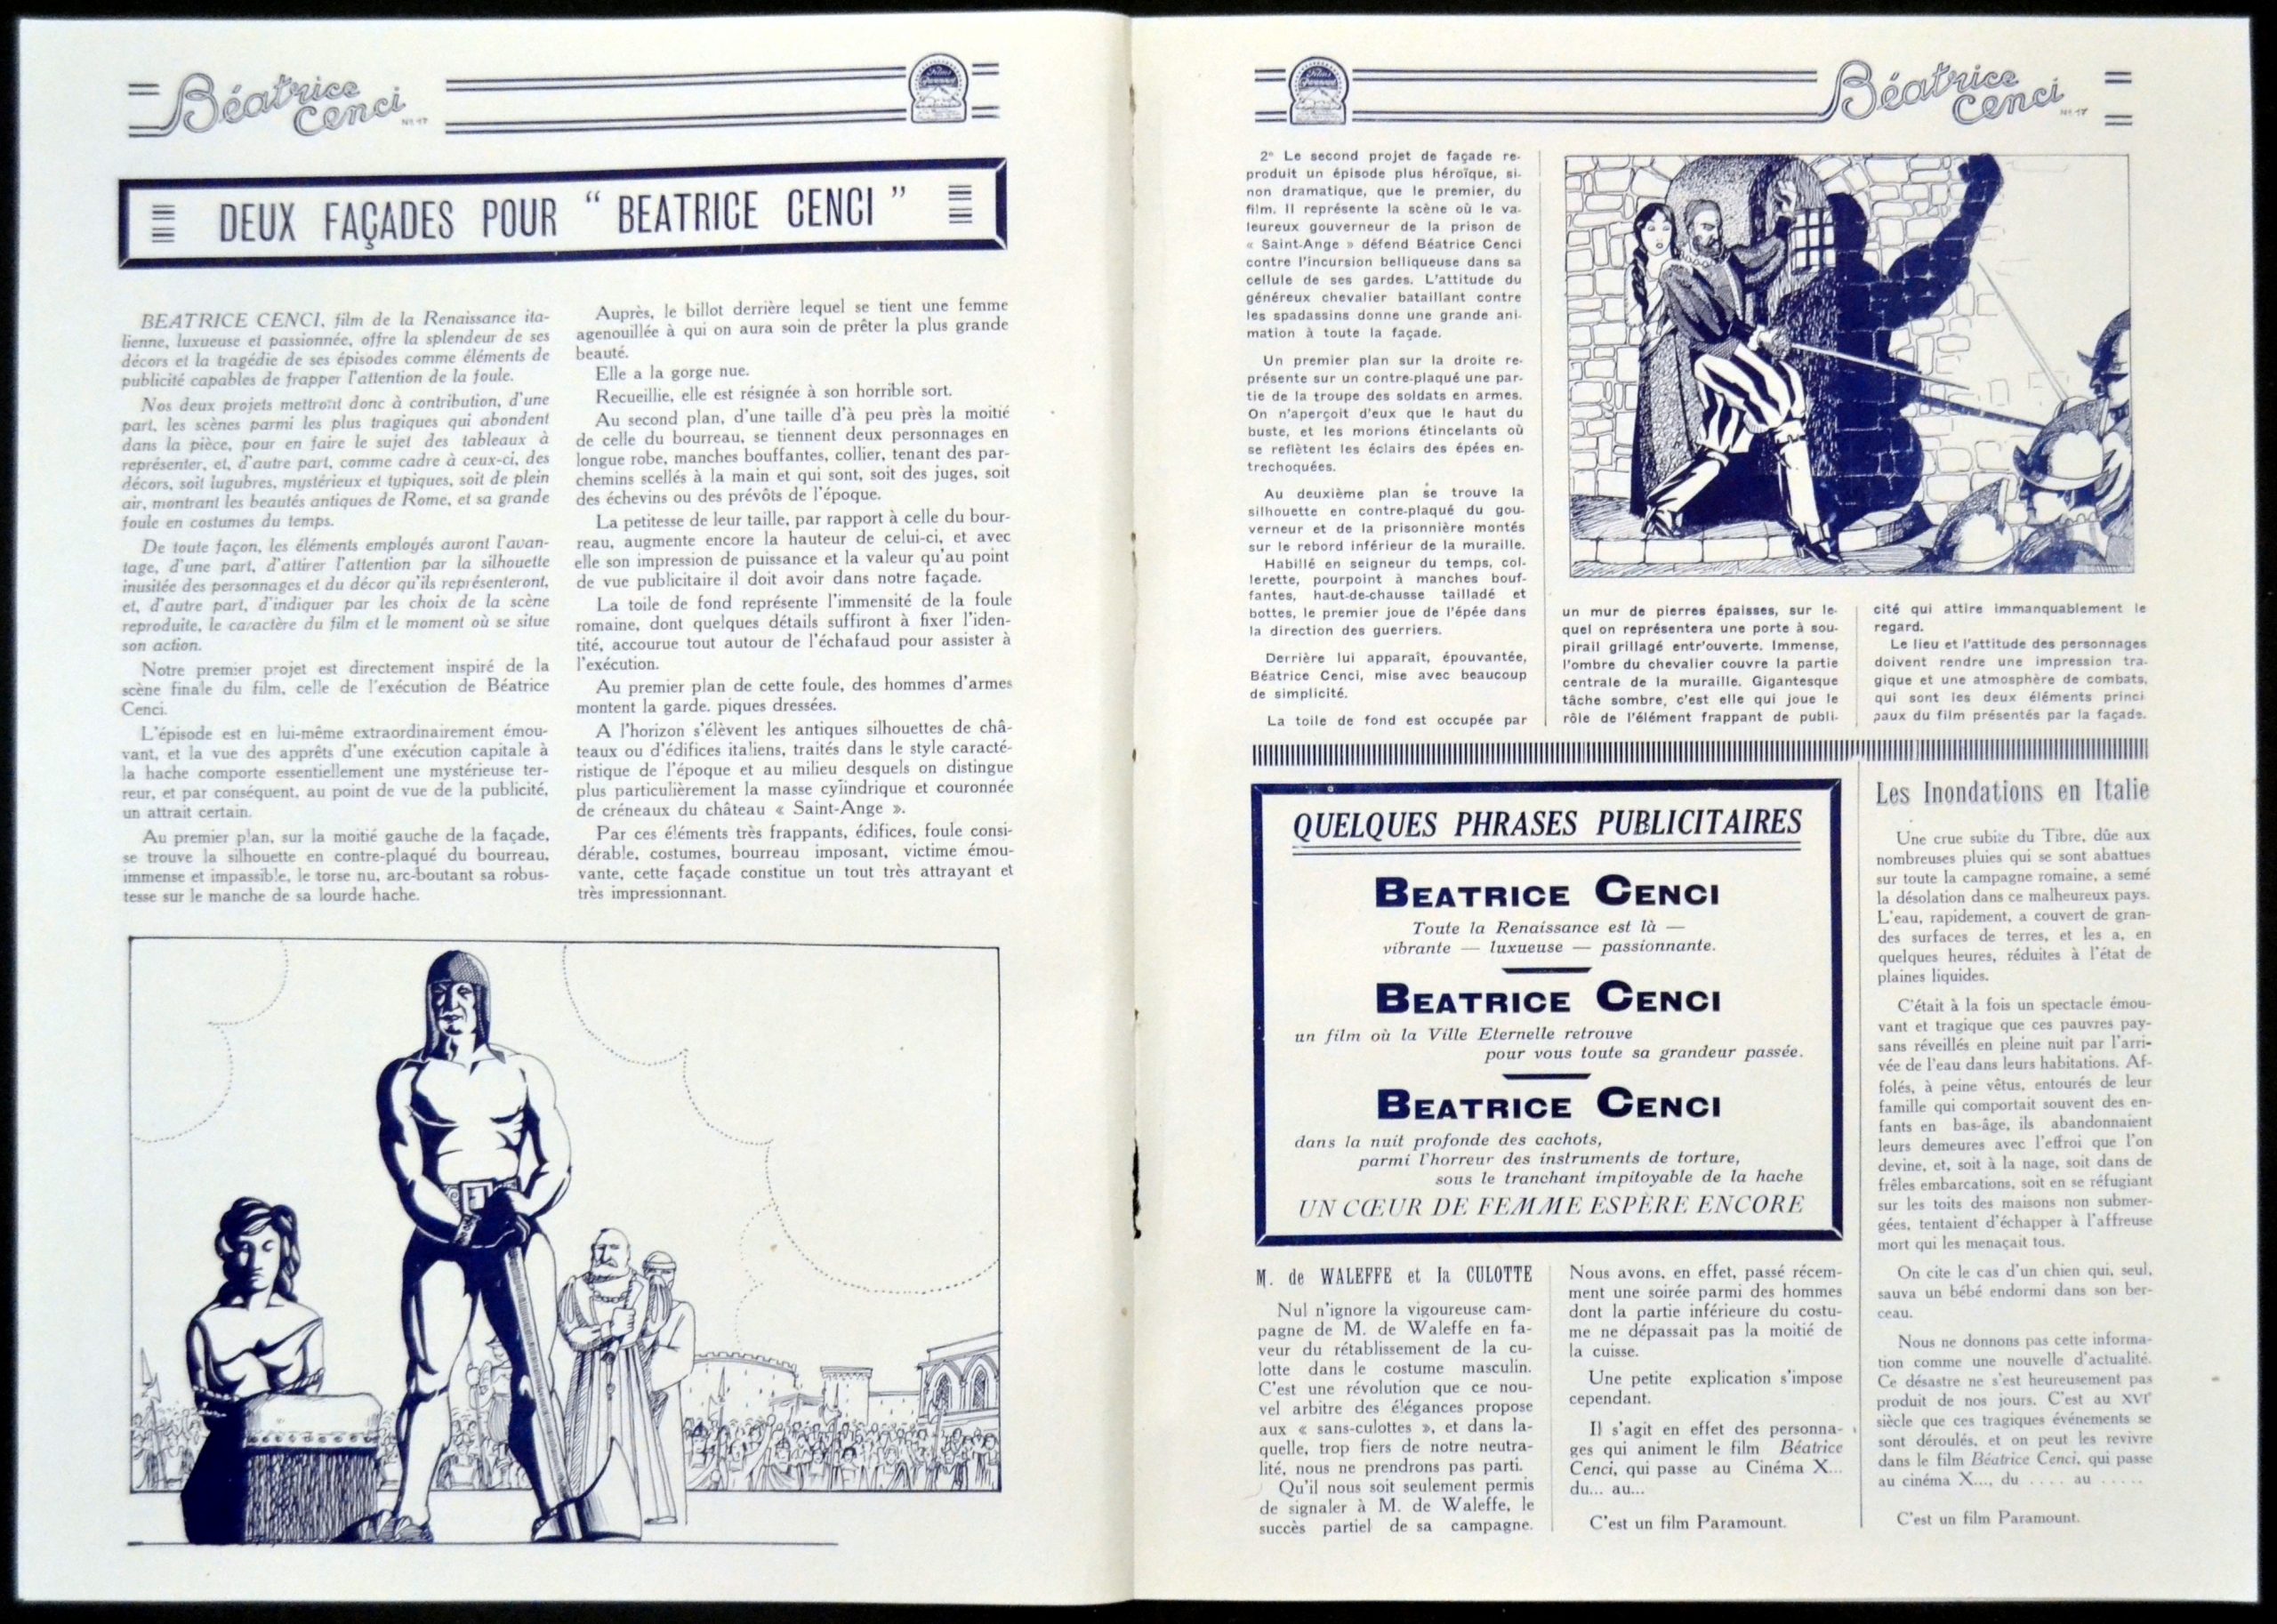 Béatrice
Cenci
Nº 17
DEUX FAÇADES POUR “ BEATRICE CENCI ”
BEATRICE CENCI, film de la Renaissance ita-
lienne, luxueuse et passionnée, offre la splendeur de ses
décors et la tragédie de ses épisodes comme éléments de
publicité capables de frapper l'attention de la foule.
Nos deux projets mettront donc à contribution, d'une
part, les scènes parmi les plus tragiques qui abondent
dans la pièce, pour en faire le sujet des tableaux à
représenter, et, d'autre part, comme cadre à ceux-ci, des
décors, soit lugubres, mystérieux et typiques, soit de plein
air, montrant les beautés antiques de Rome, et sa grande
foule en costumes du temps.
De toute façon, les éléments employés auront l'avan-
tage, d'une part, d'attirer l'attention par la silhouette
inusitée des personnages et du décor qu'ils représenteront,
et, d'autre part, d'indiquer par les choix de la scène
reproduite, le caractère du film et le moment où se situe
son action.
Notre premier projet est directement inspiré de la
scène finale du film, celle de l'exécution de Béatrice
Cenci.
L'épisode est en lui-même extraordinairement émou-
vant, et la vue des apprêts d'une exécution capitale à
la hache comporte essentiellement une mystérieuse ter-
reur, et par conséquent, au point de vue de la publicité,
un attrait certain.
Au premier plan, sur la moitié gauche de la façade,
se trouve la silhouette en contre-plaqué du bourreau,
immense et impassible, le torse nu, arc-boutant sa robus-
tesse sur le manche de sa lourde hache.
Auprès, le billot derrière lequel se tient une femme
agenouillée à qui on aura soin de prêter la plus grande
beauté.
Elle a la gorge nue.
Recueillie, elle est résignée à son horrible sort.
Au second plan, d'une taille d'à peu près la moitié
de celle du bourreau, se tiennent deux personnages en
longue robe, manches bouffantes, collier, tenant des par-
chemins scellés à la main et qui sont, soit des juges, soit
des échevins ou des prévôts de l'époque.
La petitesse de leur taille, par rapport à celle du bour-
reau, augmente encore la hauteur de celui-ci, et avec
elle son impression de puissance et la valeur qu'au point
de vue publicitaire il doit avoir dans notre façade.
La toile de fond représente l'immensité de la foule
romaine, dont quelques détails suffiront à fixer l'iden-
tité, accourue tout autour de l'échafaud pour assister à
l'exécution.
Au premier plan de cette foule, des hommes d'armes
montent la garde. piques dressées.
A l'horizon s'élèvent les antiques silhouettes de châ-
teaux ou d'édifices italiens, traités dans le style caracté-
ristique de l'époque et au milieu desquels on distingue
plus particulièrement la masse cylindrique et couronnée
de créneaux du château « Saint-Ange ».
Par ces éléments très frappants, édifices, foule consi-
dérable, costumes, bourreau imposant, victime émou-
vante, cette façade constitue un tout très attrayant et
très impressionnant.
Béatrice
Cenci
Nº 17
2° Le second projet de façade re-
produit un épisode plus héroïque, si-
non dramatique, que le premier, du
film. Il représente la scène où le va-
leureux gouverneur de la prison de
« Saint-Ange » défend Béatrice Cenci
contre l'incursion belliqueuse dans sa
cellule de ses gardes. L'attitude du
généreux chevalier bataillant contre
les spadassins donne une grande ani-
mation à toute la façade.
Un premier plan sur la droite re-
présente sur un contre-plaqué une par-
tie de la troupe des soldats en armes.
On n'aperçoit d'eux que le haut du
buste, et les morions étincelants où
se reflètent les éclairs des épées en-
trechoquées.
Au deuxième plan se trouve la
silhouette en contre-plaqué du gou-
verneur et de la prisonnière montés
sur le rebord inférieur de la muraille.
Habillé en seigneur du temps, col-
lerette, pourpoint à manches bouf-
fantes, haut-de-chausse tailladé et
bottes, le premier joue de l'épée dans
la direction des guerriers.
Derrière lui apparaît, épouvantée,
Béatrice Cenci, mise avec beaucoup
de simplicité.
La toile de fond est occupée par
un mur de pierres épaisses, sur le-
quel on représentera une porte à sou-
pirail grillagé entr'ouverte. Immense,
l'ombre du chevalier couvre la partie
centrale de la muraille. Gigantesque
tâche sombre, c'est elle qui joue le
rôle de l'élément frappant de publi-
cité qui attire immanquablement le
regard.
Le lieu et l'attitude des personnages
doivent rendre une impression tra-
gique et une atmosphère de combats,
qui sont les deux éléments princi
paux du film présentés par la façade.
QUELQUES PHRASES PUBLICITAIRES
BEATRICE CENCI
Toute la Renaissance est là —
vibrante — luxueuse — passionnante.
BEATRICE CENCI
un film où la Ville Eternelle retrouve
pour vous toute sa grandeur passée.
BEATRICE CENCI
dans la nuit profonde des cachots,
parmi l'horreur des instruments de torture,
sous le tranchant impitoyable de la hache
UN CŒUR DE FEMME ESPÈRE ENCORE
M. de WALEFFE et la CULOTTE
Nul n'ignore la vigoureuse cam-
pagne de M. de Waleffe en fa-
veur du rétablissement de la cu-
lotte dans le costume masculin.
C'est une révolution que ce nou-
vel arbitre des élégances propose
aux « sans-culottes », et dans la-
quelle, trop fiers de notre neutra-
lité, nous ne prendrons pas parti.
Qu'il nous soit seulement permis
de signaler à M. de Waleffe, le
succès partiel de sa campagne.
Nous avons, en effet, passé récem-
ment une soirée parmi des hommes
dont la partie inférieure du costu-
me ne dépassait pas la moitié de
la cuisse.
Une petite explication s'impose
cependant.
Il s'agit en effet des personna-
ges qui animent le film Béatrice
Cenci, qui passe au Cinéma X...
du... au...
C'est un film Paramount.
Les Inondations en Italie
Une crue subite du Tibre, dûe aux
nombreuses pluies qui se sont abattues
sur toute la campagne romaine, a semé
la désolation dans ce malheureux pays.
L'eau, rapidement, a couvert de gran-
des surfaces de terres, et les a, en
quelques heures, réduites à l'état de
plaines liquides.
C'était à la fois un spectacle émou-
vant et tragique que ces pauvres pay-
sans réveillés en pleine nuit par l'arri-
vée de l'eau dans leurs habitations. Af-
folés, à peine vêtus, entourés de leur
famille qui comportait souvent des en-
fants en bas-âge, ils abandonnaient
leurs demeures avec l'effroi que l'on
devine, et, soit à la nage, soit dans de
frêles embarcations, soit en se réfugiant
sur les toits des maisons non submer-
gées, tentaient d'échapper à l'affreuse
mort qui les menaçait tous.
On cite le cas d'un chien qui, seul,
sauva un bébé endormi dans son ber-
ceau.
Nous ne donnons pas cette informa-
tion comme une nouvelle d'actualité.
Ce désastre ne s'est heureusement pas
produit de nos jours. C'est au XVIᵉ
siècle que ces tragiques événements se
sont déroulés, et on peut les revivre
dans le film Béatrice Cenci, qui passe
au cinéma X..., du .... au .....
C'est un film Paramount.